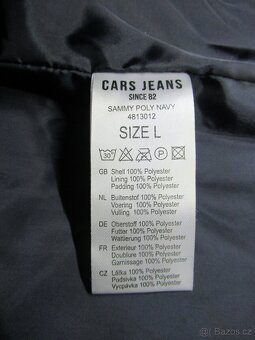 CARS JEANS
SINCE 82
SAMMY POLY NAVY
4813012
SIZE L
30
GB Shell 100% Polyester
Lining 100% Polyester
Padding 100% Polyester
NL Buitenstof 100% Polyester
Voering 100% Polyester
Vulling 100% Polyester
DE Oberstoff 100% Polyester
Futter 100% Polyester
Wattierung 100% Polyester
FR Exterieur 100% Polyester
Doublure 100% Polyester
Garnissage 100% Polyester
CZ Látka 100% Polyester
Podsivka 100% Polyester
Vycpávka 100% Polyester
bazos.cz